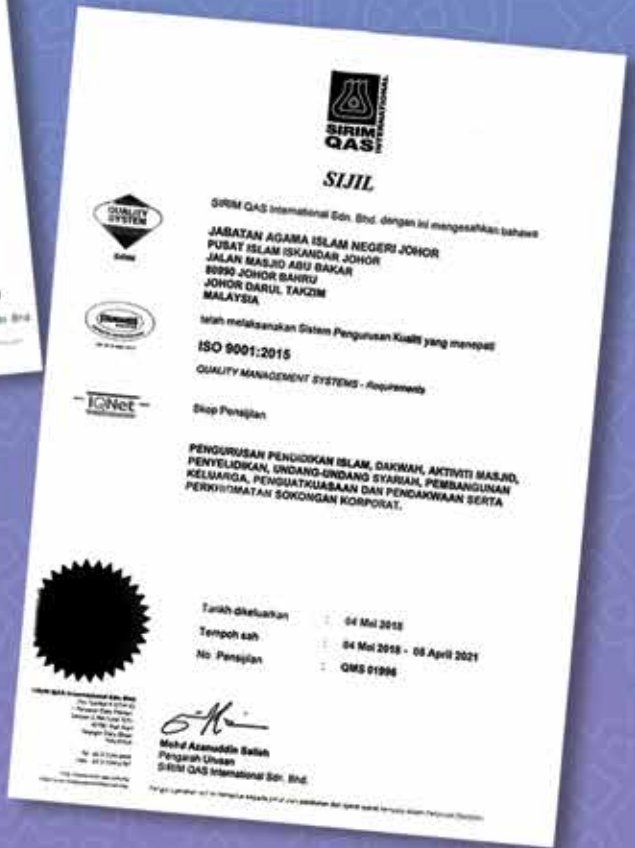 SIRIM
QAS
INTERNATIONAL
SIJIL
QUALITY
SYSTEM
SIRIM QAS International Sdn. Bhd. dengan ini mengesahkan bahawa
JABATAN AGAMA ISLAM NEGERI JOHOR
PUSAT ISLAM ISKANDAR JOHOR
JALAN MASJID ABU BAKAR
80990 JOHOR BAHRU
JOHOR DARUL TAKZIM
MALAYSIA
telah melaksanakan Sistem Pengurusan Kualiti yang menepati
ISO 9001:2015
QUALITY MANAGEMENT SYSTEMS - Requirements
IQNet
Skop Pensijilan
PENGURUSAN PENDIDIKAN ISLAM, DAKWAH, AKTIVITI MASJID,
PENYELIDIKAN, UNDANG-UNDANG SYARIAH, PEMBANGUNAN
KELUARGA, PENGUATKUASAAN DAN PENDAKWAAN SERTA
PERKHIDMATAN SOKONGAN KORPORAT.
Tarikh dikeluarkan : 04 Mei 2018
Tempoh sah : 04 Mei 2018 - 08 April 2021
No. Pensijilan : QMS 01996
Mohd Azanuddin Salleh
Pengarah Urusan
SIRIM QAS International Sdn. Bhd.